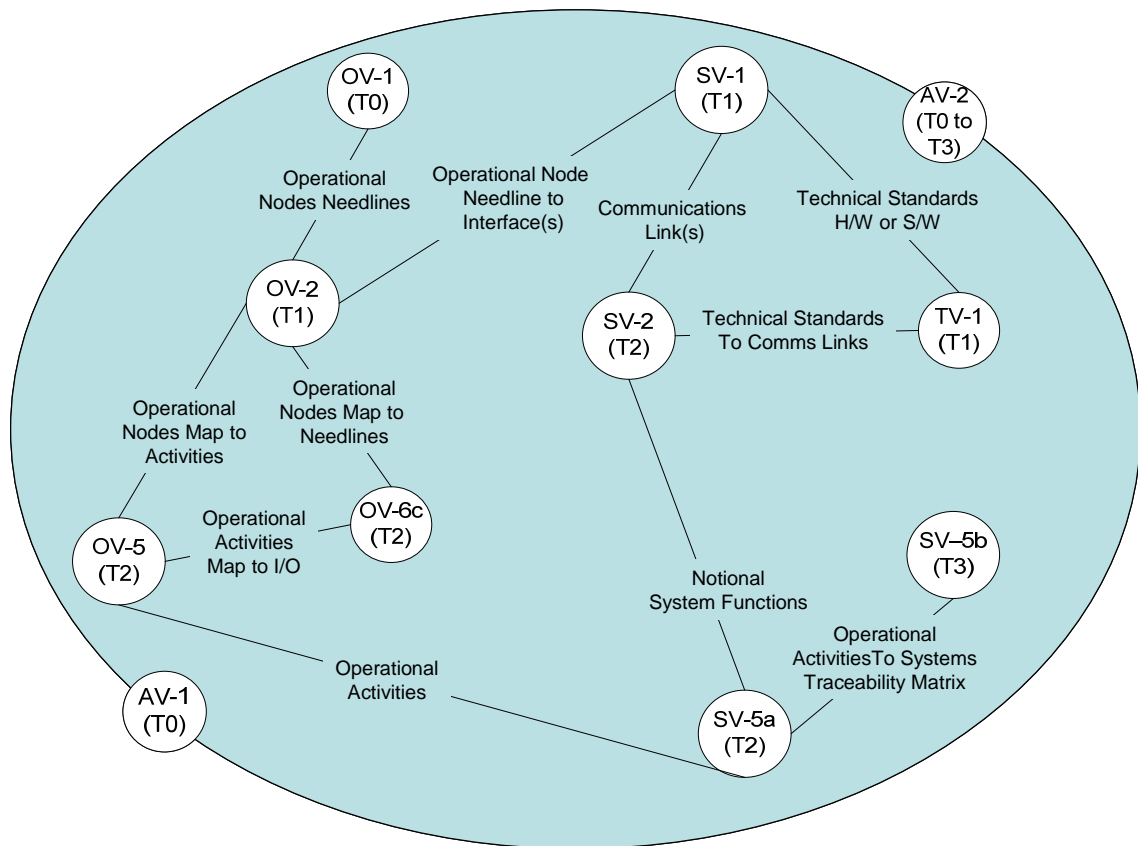 OV-1
(T0)
SV-1
(T1)
AV-2
(T0 to
T3)
Operational
Nodes Needlines
Operational Node
Needline to
Interface(s)
Communications
Link(s)
Technical Standards
H/W or S/W
OV-2
(T1)
SV-2
(T2)
Technical Standards
To Comms Links
TV-1
(T1)
Operational
Nodes Map to
Activities
Operational
Nodes Map to
Needlines
OV-5
(T2)
Operational
Activities
Map to I/O
OV-6c
(T2)
SV-5b
(T3)
Notional
System Functions
Operational
ActivitiesTo Systems
Traceability Matrix
Operational
Activities
AV-1
(T0)
SV-5a
(T2)